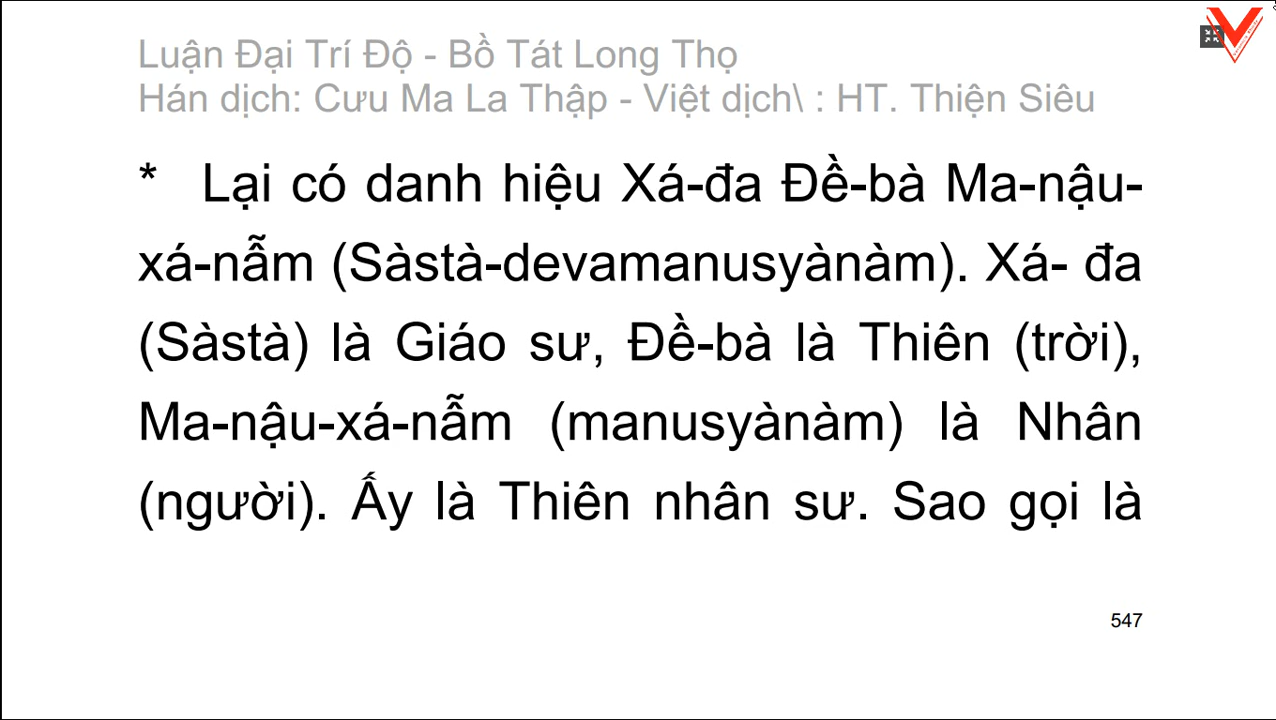 Luận Đại Trí Độ - Bồ Tát Long Thọ
Hán dịch: Cưu Ma La Thập - Việt dịch\ : HT. Thiện Siêu
* Lại có danh hiệu Xá-đa Đề-bà Ma-nậu-
xá-nẫm (Sàstà-devamanusyànàm). Xá- đa
(Sàstà) là Giáo sư, Đề-bà là Thiên (trời),
Ma-nậu-xá-nẫm (manusyànàm) là Nhân
(người). Ấy là Thiên nhân sư. Sao gọi là
547